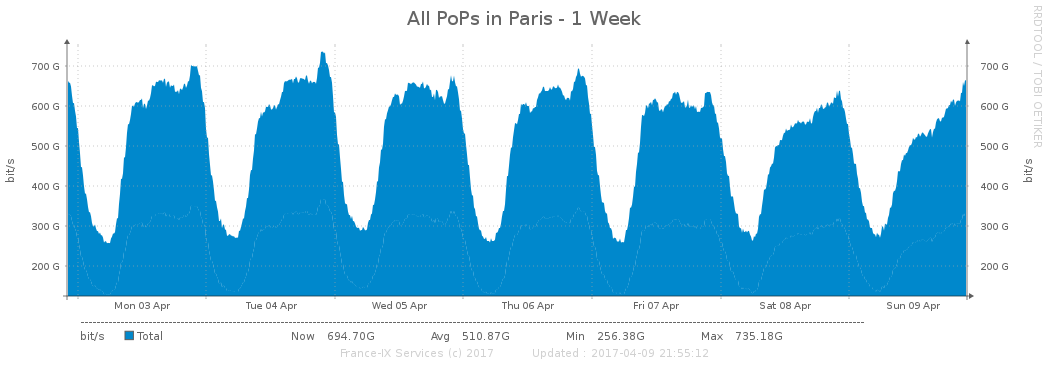 All PoPs in Paris - 1 Week
RRDTOOL / TOBI OETIKER
bit/s
700 G
600 G
500 G
400 G
300 G
200 G
700 G
600 G
500 G
400 G
300 G
200 G
bit/s
Mon 03 Apr Tue 04 Apr Wed 05 Apr Thu 06 Apr Fri 07 Apr Sat 08 Apr Sun 09 Apr
bit/s Total Now 694.70G Avg 510.87G Min 256.38G Max 735.18G
France-IX Services (c) 2017 Updated : 2017-04-09 21:55:12